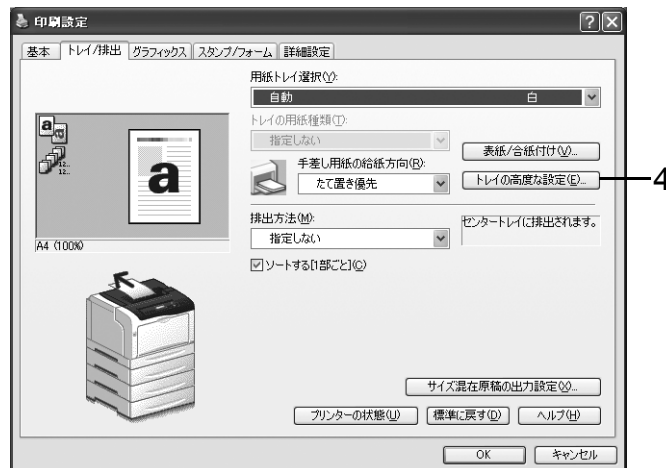 印刷設定
基本 トレイ/排出 グラフィックス スタンプ/フォーム 詳細設定
用紙トレイ選択(Y):
自動 白
トレイの用紙種類(T):
指定しない
表紙/合紙付け(V)...
手差し用紙の給紙方向(R):
たて置き優先
トレイの高度な設定(E)...
4
排出方法(M):
指定しない
センタートレイに排出されます。
A4 (100%)
ソートする[1部ごと](C)
サイズ混在原稿の出力設定(X)...
プリンターの状態(U) 標準に戻す(D) ヘルプ(H)
OK キャンセル